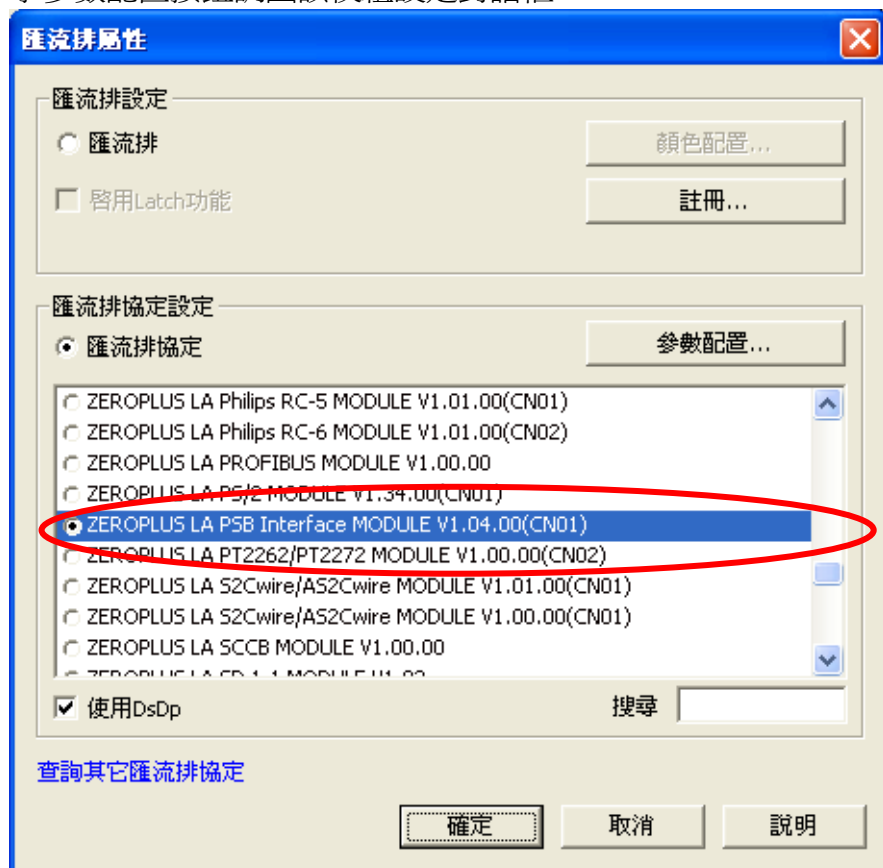 匯流排屬性
匯流排設定
匯流排
顏色配置...
啓用Latch功能
註冊...
匯流排協定設定
匯流排協定
參數配置...
ZEROPLUS LA Philips RC-5 MODULE V1.01.00(CN01)
ZEROPLUS LA Philips RC-6 MODULE V1.01.00(CN02)
ZEROPLUS LA PROFIBUS MODULE V1.00.00
ZEROPLUS LA PS/2 MODULE V1.34.00(CN01)
ZEROPLUS LA PSB Interface MODULE V1.04.00(CN01)
ZEROPLUS LA PT2262/PT2272 MODULE V1.00.00(CN02)
ZEROPLUS LA S2Cwire/AS2Cwire MODULE V1.01.00(CN01)
ZEROPLUS LA S2Cwire/AS2Cwire MODULE V1.00.00(CN01)
ZEROPLUS LA SCCB MODULE V1.00.00
使用DsDp
搜尋
查詢其它匯流排協定
確定
取消
説明